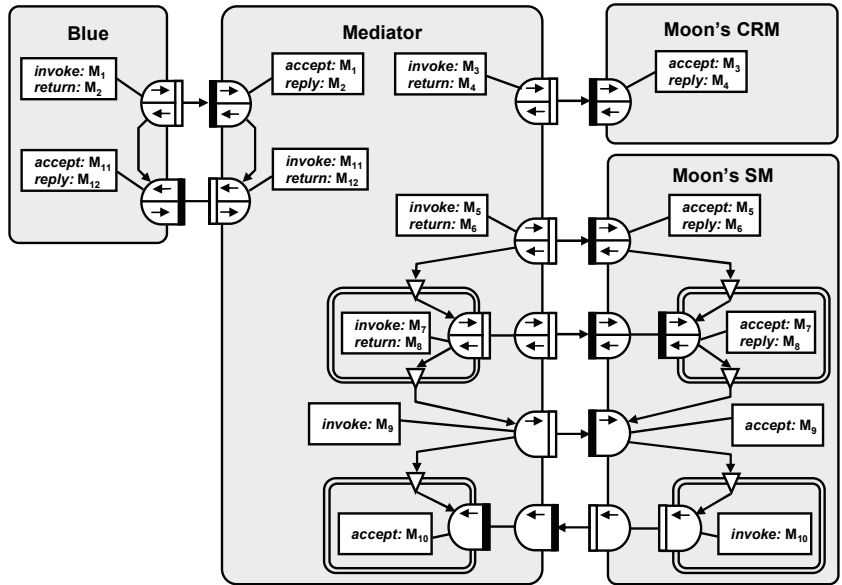 Blue
Mediator
Moon's CRM
invoke: M1
return: M2
accept: M1
reply: M2
invoke: M3
return: M4
accept: M3
reply: M4
accept: M11
reply: M12
invoke: M11
return: M12
Moon's SM
invoke: M5
return: M6
accept: M5
reply: M6
invoke: M7
return: M8
accept: M7
reply: M8
invoke: M9
accept: M9
accept: M10
invoke: M10